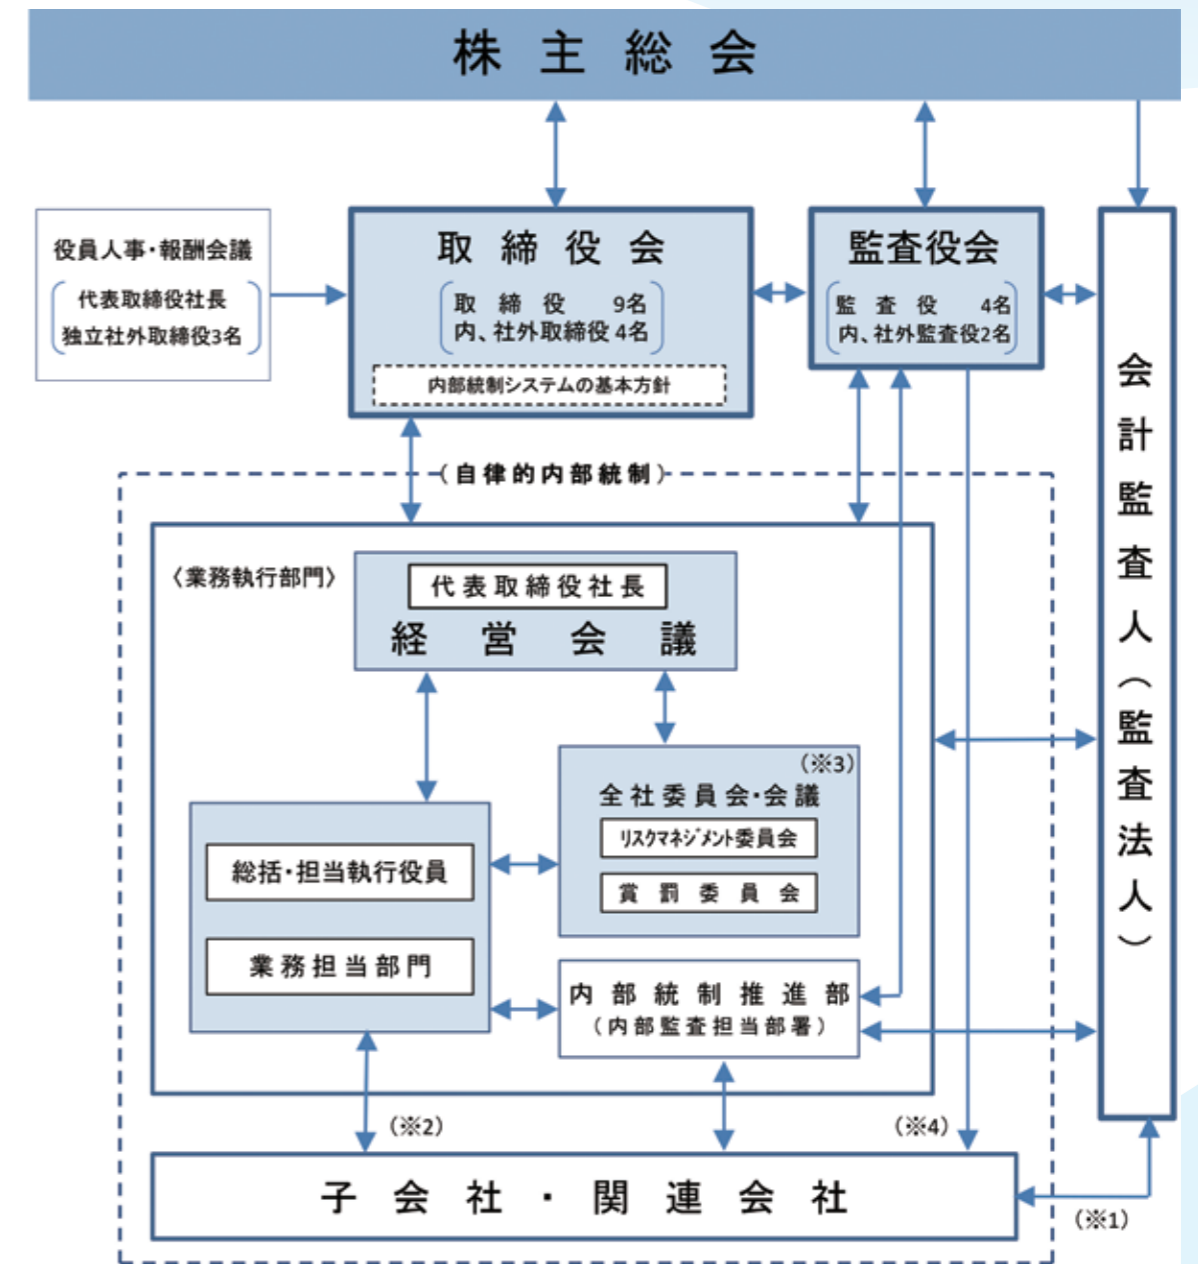 株主総会
役員人事・報酬会議
代表取締役社長
独立社外取締役3名
取締役会
取締役 9名
内、社外取締役 4名
内部統制システムの基本方針
監査役会
監査役 4名
内、社外監査役2名
会計監査人(監査法人)
(自律的内部統制)
〈業務執行部門〉
代表取締役社長
経営会議
(※3)
全社委員会・会議
リスクマネジメント委員会
賞罰委員会
総括・担当執行役員
業務担当部門
内部統制推進部
(内部監査担当部署)
(※2)
(※4)
子会社・関連会社
(※1)